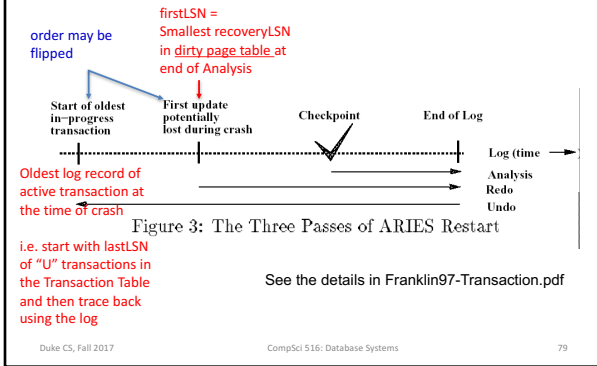 firstLSN =
Smallest recoveryLSN
in dirty page table at
end of Analysis
order may be
flipped
Start of oldest
in-progress
transaction
First update
potentially
lost during crash
Checkpoint
End of Log
Log (time
Analysis
Redo
Undo
Oldest log record of
active transaction at
the time of crash
Figure 3: The Three Passes of ARIES Restart
i.e. start with lastLSN
of "U" transactions in
the Transaction Table
and then trace back
using the log
See the details in Franklin97-Transaction.pdf
Duke CS, Fall 2017
CompSci 516: Database Systems
79